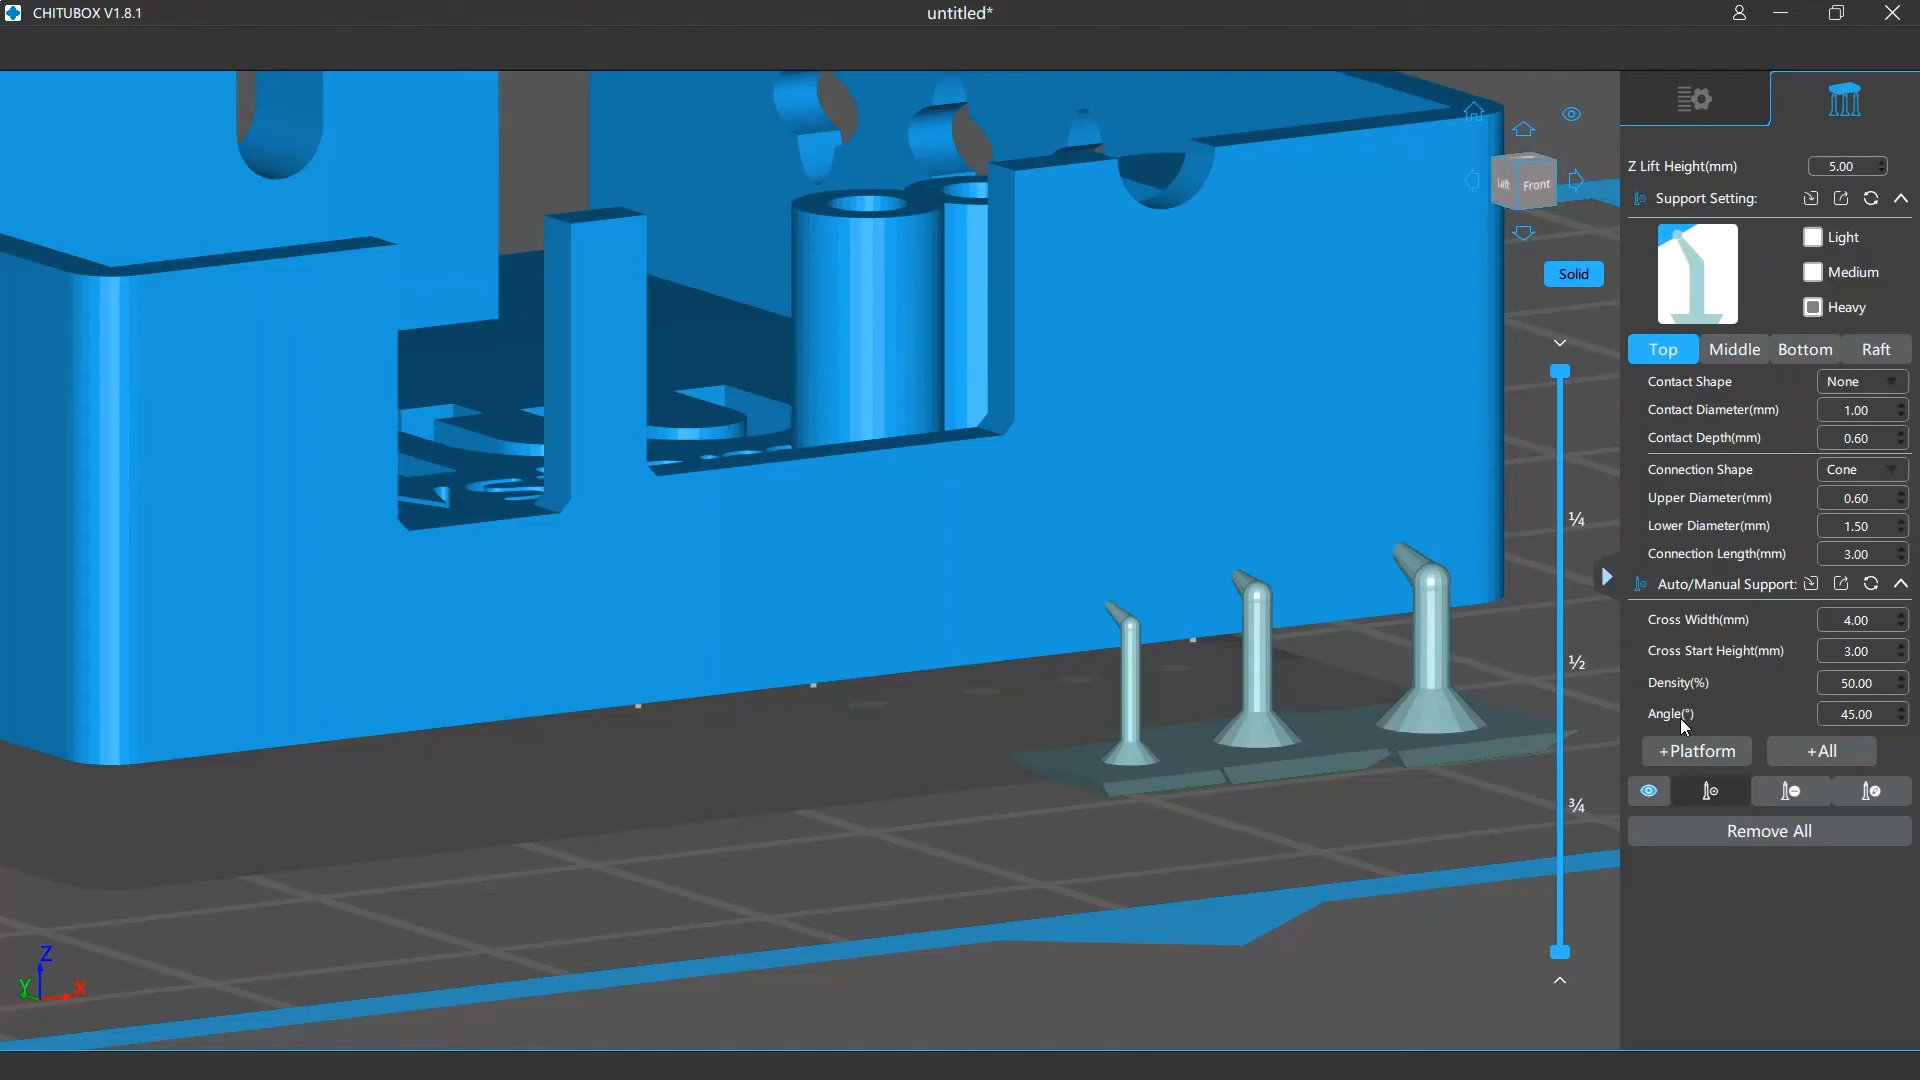 CHITUBOX V1.8.1
untitled*
Z Lift Height(mm) 5.00
Support Setting:
Light
Medium
Heavy
Top Middle Bottom Raft
Contact Shape None
Contact Diameter(mm) 1.00
Contact Depth(mm) 0.60
Connection Shape Cone
Upper Diameter(mm) 0.60
Lower Diameter(mm) 1.50
Connection Length(mm) 3.00
Auto/Manual Support:
Cross Width(mm) 4.00
Cross Start Height(mm) 3.00
Density(%) 50.00
Angle(°) 45.00
+Platform +All
Remove All
Left Front
Solid
¼
½
¾
Z
Y X